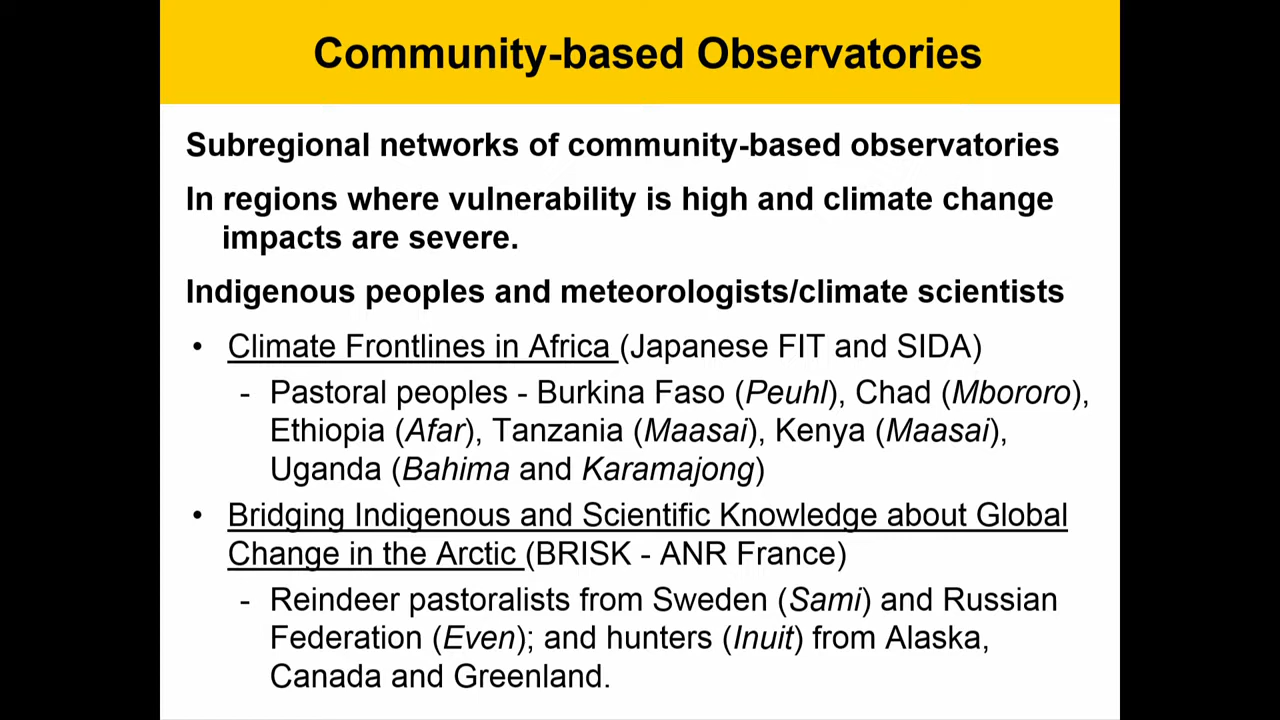 Community-based Observatories
Subregional networks of community-based observatories
In regions where vulnerability is high and climate change
impacts are severe.
Indigenous peoples and meteorologists/climate scientists
• Climate Frontlines in Africa (Japanese FIT and SIDA)
- Pastoral peoples - Burkina Faso (Peuhl), Chad (Mbororo),
Ethiopia (Afar), Tanzania (Maasai), Kenya (Maasai),
Uganda (Bahima and Karamajong)
• Bridging Indigenous and Scientific Knowledge about Global
Change in the Arctic (BRISK - ANR France)
- Reindeer pastoralists from Sweden (Sami) and Russian
Federation (Even); and hunters (Inuit) from Alaska,
Canada and Greenland.